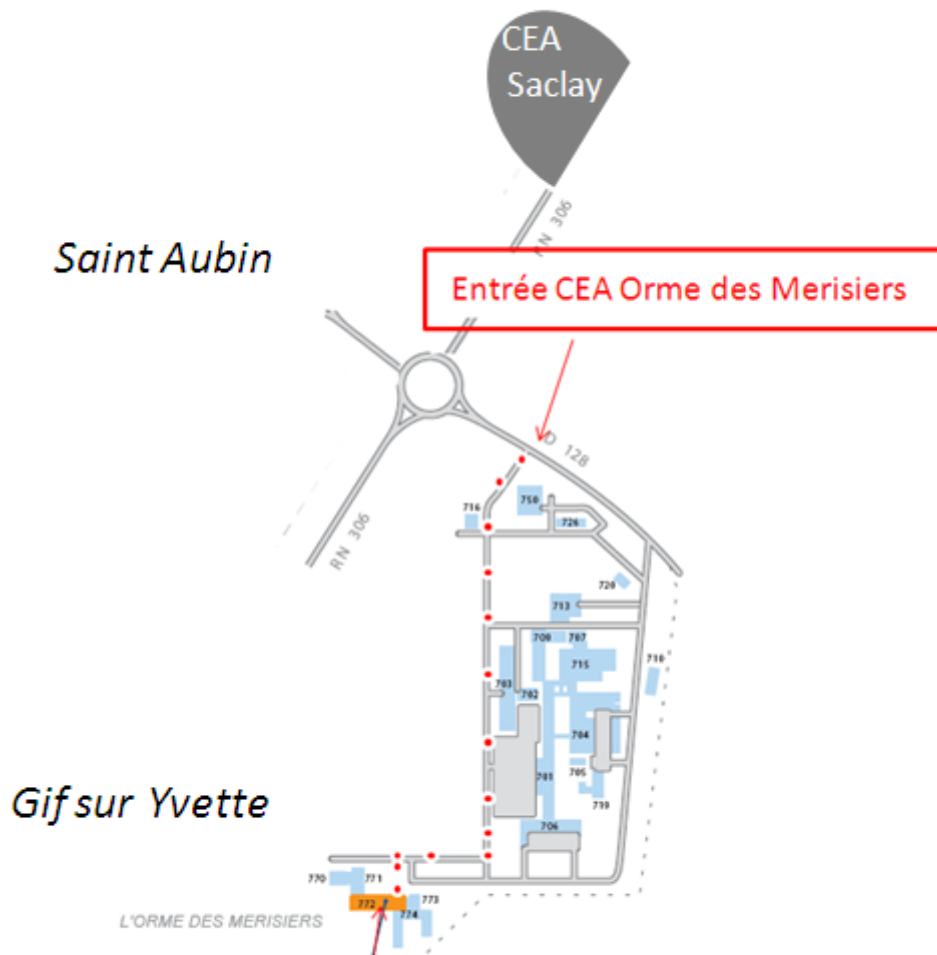 CEA
Saclay
RN 306
Saint Aubin
Entrée CEA Orme des Merisiers
D 128
RN 306
750
716
726
720
713
709
707
715
710
703
702
704
705
701
719
706
Gif sur Yvette
770
771
772
773
774
L'ORME DES MERISIERS